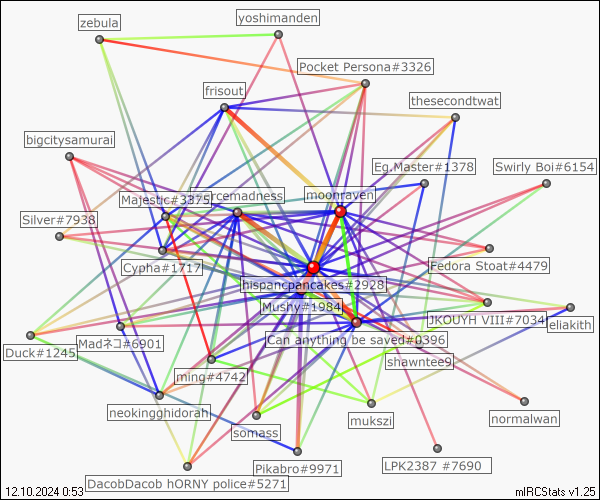 yoshimanden
zebula
Pocket Persona#3326
frisout
thesecondtwat
bigcitysamurai
Eg.Master#1378
Swirly Boi#6154
Majestic#3375
rcemadness
moonraven
Silver#7938
Cypha#1717
Fedora Stoat#4479
hispancpancakes#2928
Mushy#1984
JKOUYH VIII#7034
eliakith
Can anything be saved#0396
Madネコ#6901
Duck#1245
shawntee9
ming#4742
neokingghidorah
mukszi
normalwan
somass
Pikabro#9971
LPK2387 #7690
DacobDacob hORNY police#5271
12.10.2024 0:53
mIRCStats v1.25